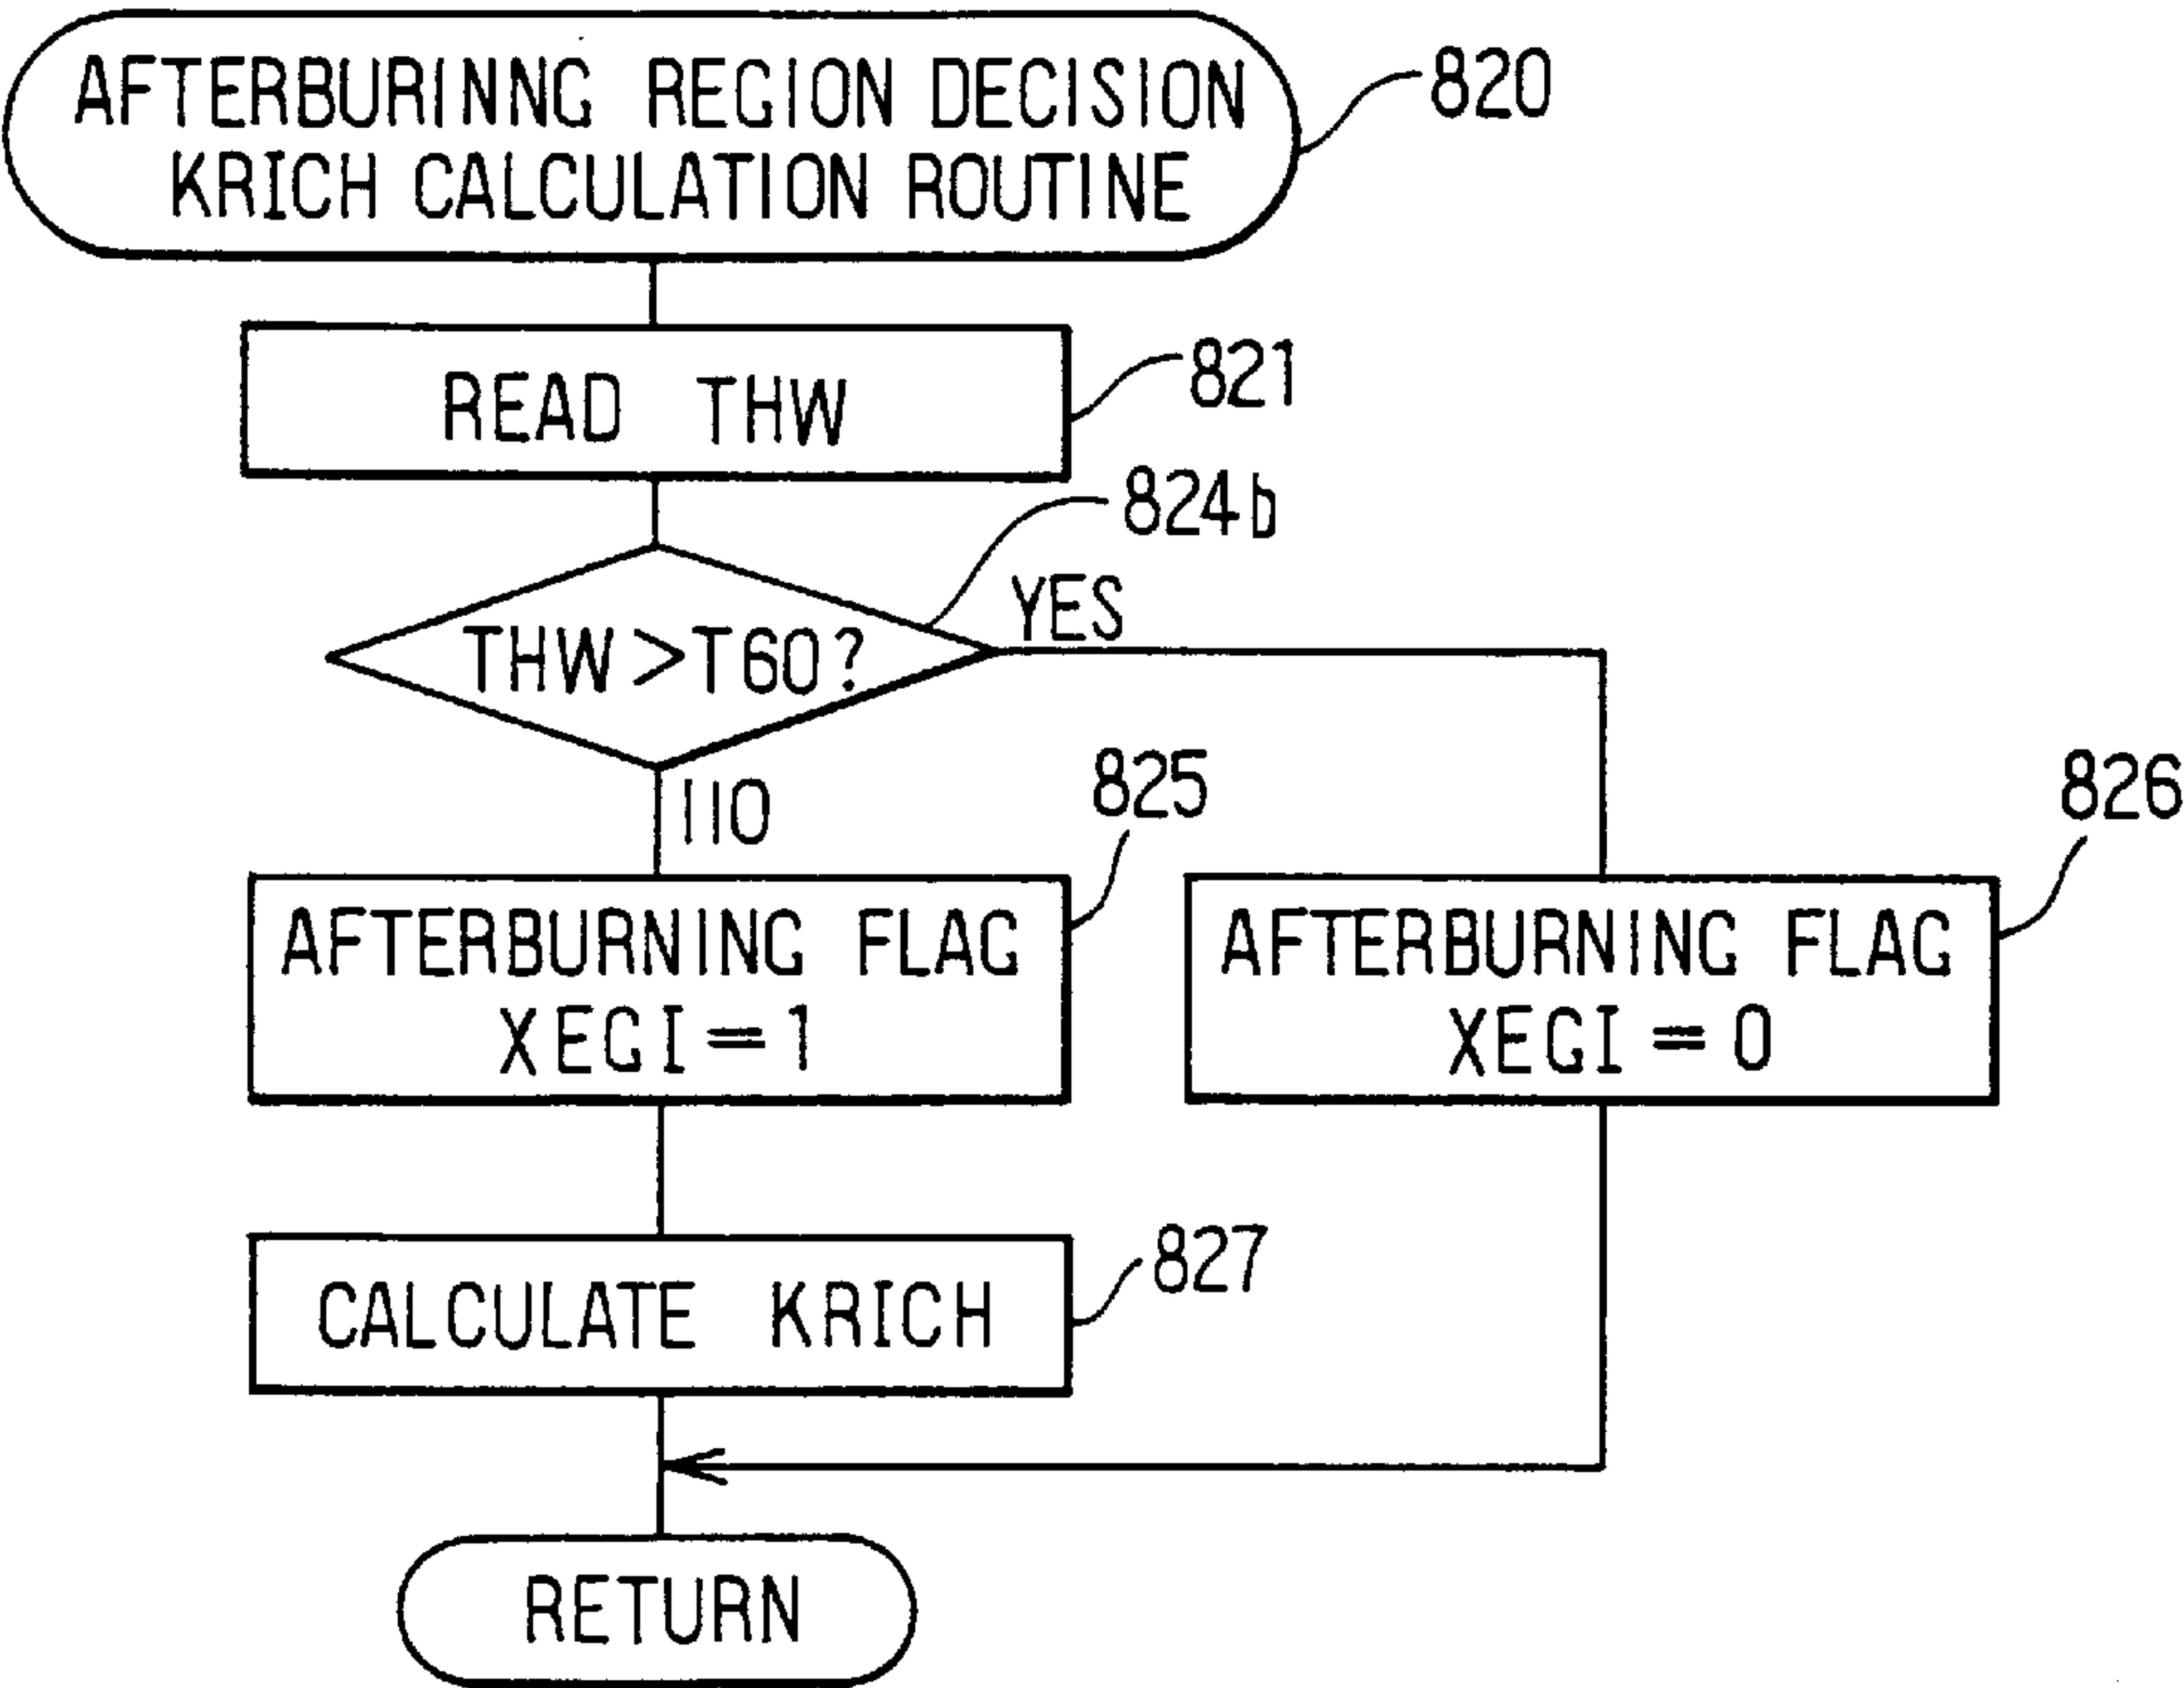 AFTERBURINNG REGION DECISION
KRICH CALCULATION ROUTINE
820
READ THW
821
824b
THW>T60?
YES
110
825
826
AFTERBURNING FLAG
XEGI=1
AFTERBURNING FLAG
XEGI=0
CALCULATE KRICH
827
RETURN